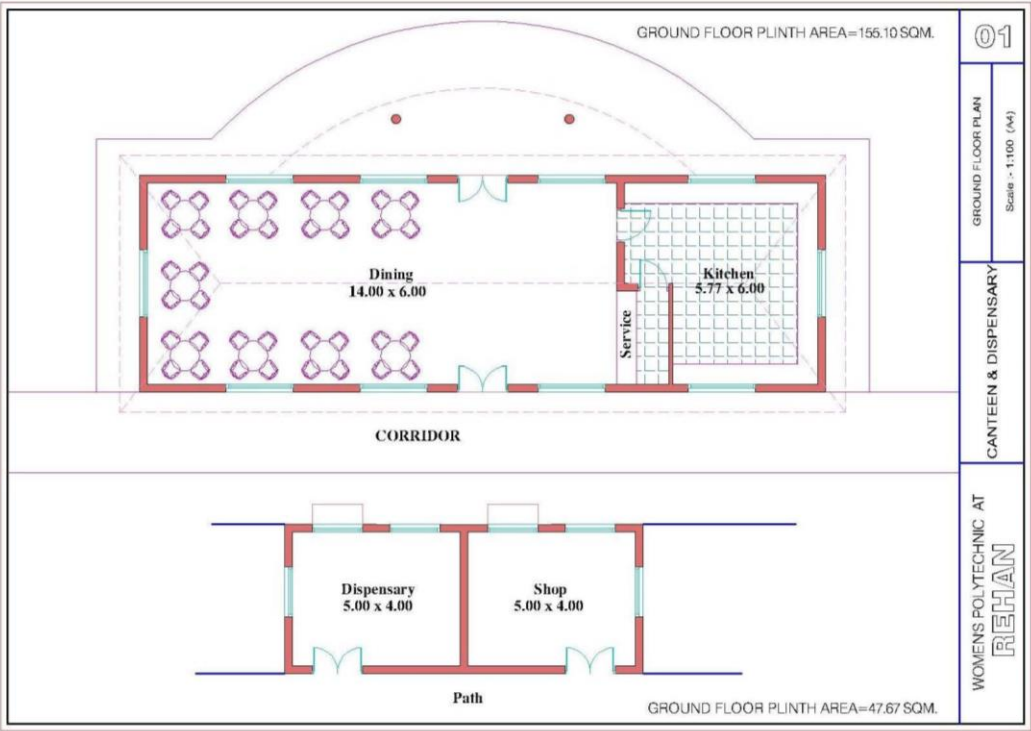 GROUND FLOOR PLINTH AREA=155.10 SQM.
01
GROUND FLOOR PLAN
Scale :- 1:100 (A4)
Dining
14.00 x 6.00
Kitchen
5.77 x 6.00
Service
CANTEEN & DISPENSARY
CORRIDOR
Dispensary
5.00 x 4.00
Shop
5.00 x 4.00
WOMEN'S POLYTECHNIC AT
REHAN
Path
GROUND FLOOR PLINTH AREA=47.67 SQM.